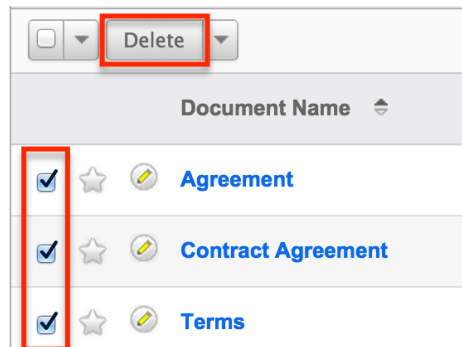 Delete
Document Name
Agreement
Contract Agreement
Terms